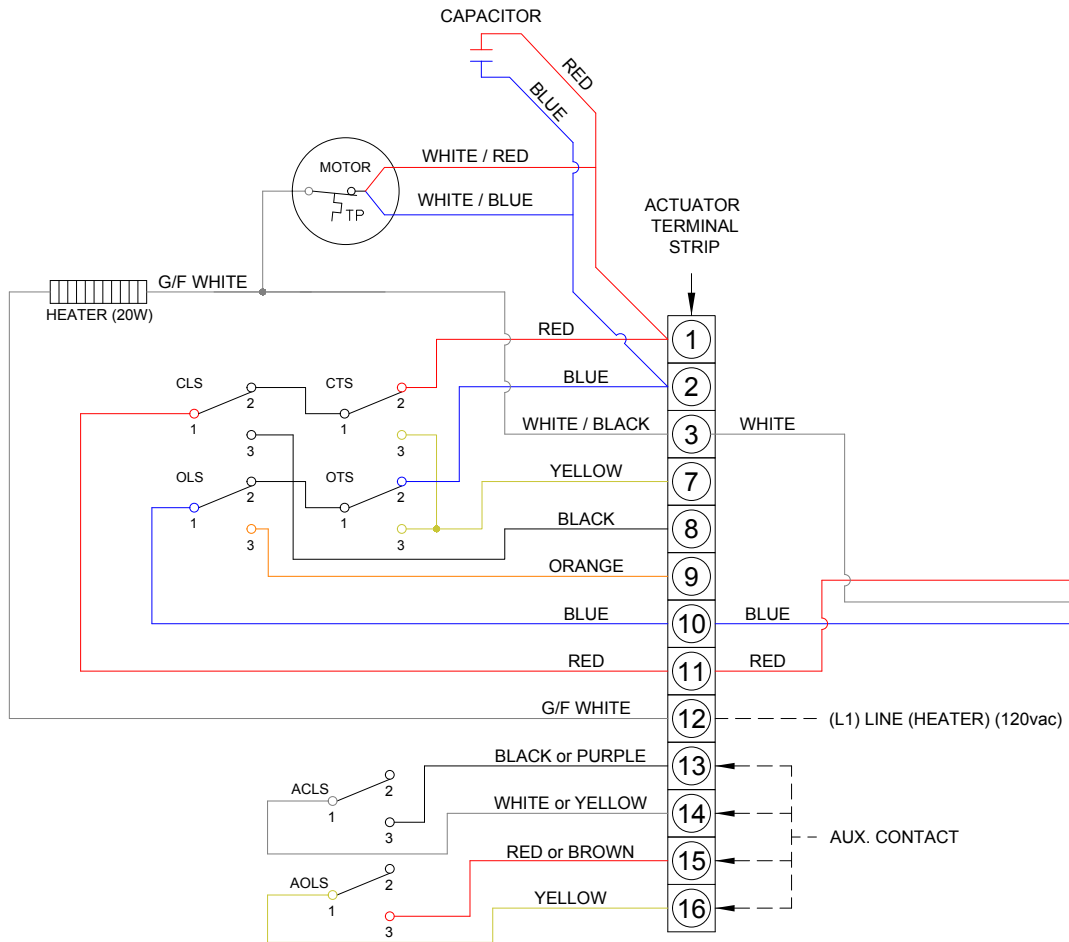 CAPACITOR
RED
BLUE
MOTOR
WHITE / RED
TP
WHITE / BLUE
ACTUATOR
TERMINAL
STRIP
G/F WHITE
HEATER (20W)
RED
1
CLS
CTS
BLUE
2
2
2
1
1
WHITE / BLACK
3
WHITE
3
3
OLS
OTS
YELLOW
7
2
2
1
1
BLACK
8
3
3
ORANGE
9
BLUE
10
BLUE
RED
11
RED
G/F WHITE
12
(L1) LINE (HEATER) (120vac)
BLACK or PURPLE
13
ACLS
2
1
WHITE or YELLOW
14
3
AUX. CONTACT
RED or BROWN
15
AOLS
2
1
YELLOW
16
3